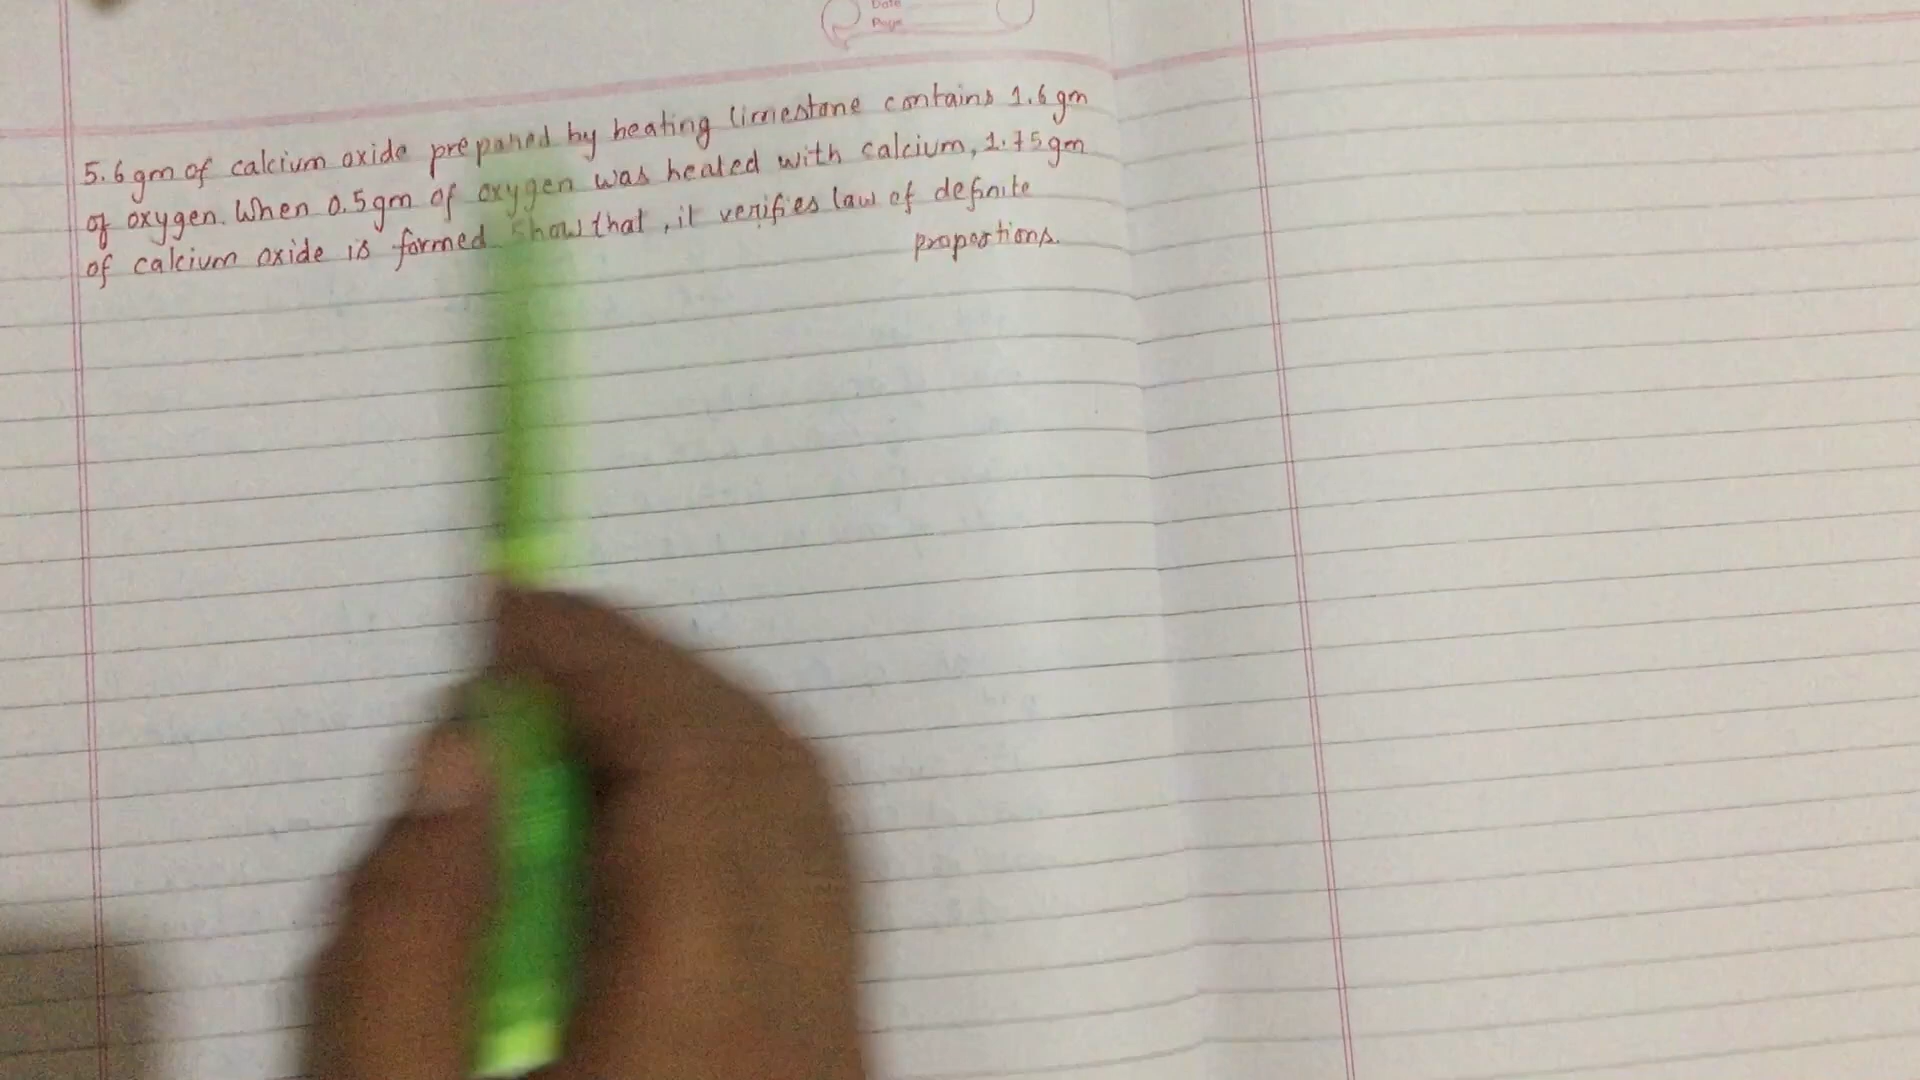 Date
Page
5.6 gm of calcium oxide prepared by heating limestone contains 1.6 gm
of oxygen. When 0.5 gm of oxygen was heated with calcium, 1.75 gm
of calcium oxide is formed Show that, it verifies law of definite
proportions.